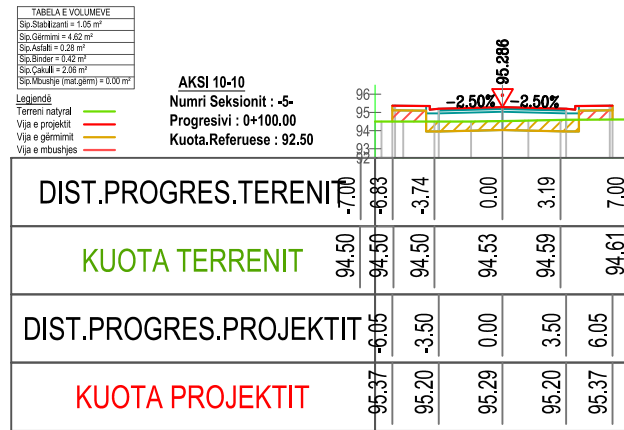 TABELA E VOLUMEVE
Sip.Stabilizanti = 1.05 m²
Sip.Gërmimi = 4.62 m²
Sip.Asfalti = 0.28 m²
Sip.Binder = 0.42 m²
Sip.Çakulli = 2.06 m²
Sip.Mbushje (mat.gërm) = 0.00 m²
Legjendë
Terreni natyral
Vija e projektit
Vija e gërmimit
Vija e mbushjes
AKSI 10-10
Numri Seksionit : -5-
Progresivi : 0+100.00
Kuota.Referuese : 92.50
95.286
-2.50% -2.50%
96
95
94
93
92
DIST.PROGRES.TERENIT -7.00 -6.83 -3.74 0.00 3.19 7.00
KUOTA TERRENIT 94.50 94.50 94.50 94.53 94.59 94.61
DIST.PROGRES.PROJEKTIT -6.05 -3.50 0.00 3.50 6.05
KUOTA PROJEKTIT 95.37 95.20 95.29 95.20 95.37